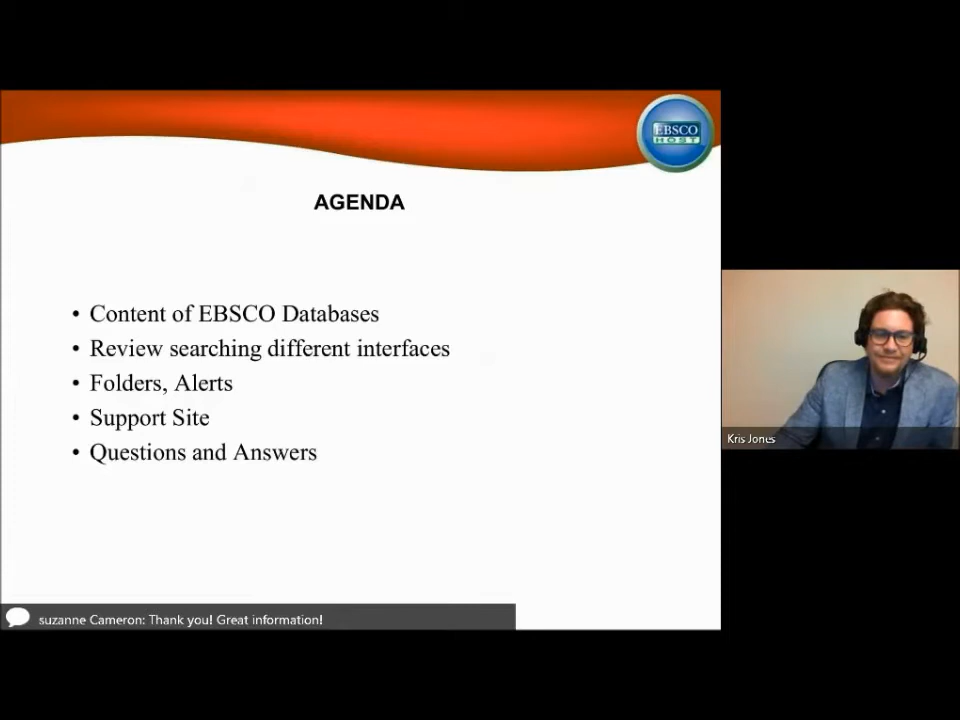 EBSCO
HOST
AGENDA
• Content of EBSCO Databases
• Review searching different interfaces
• Folders, Alerts
• Support Site
• Questions and Answers
Kris Jones
suzanne Cameron: Thank you! Great information!